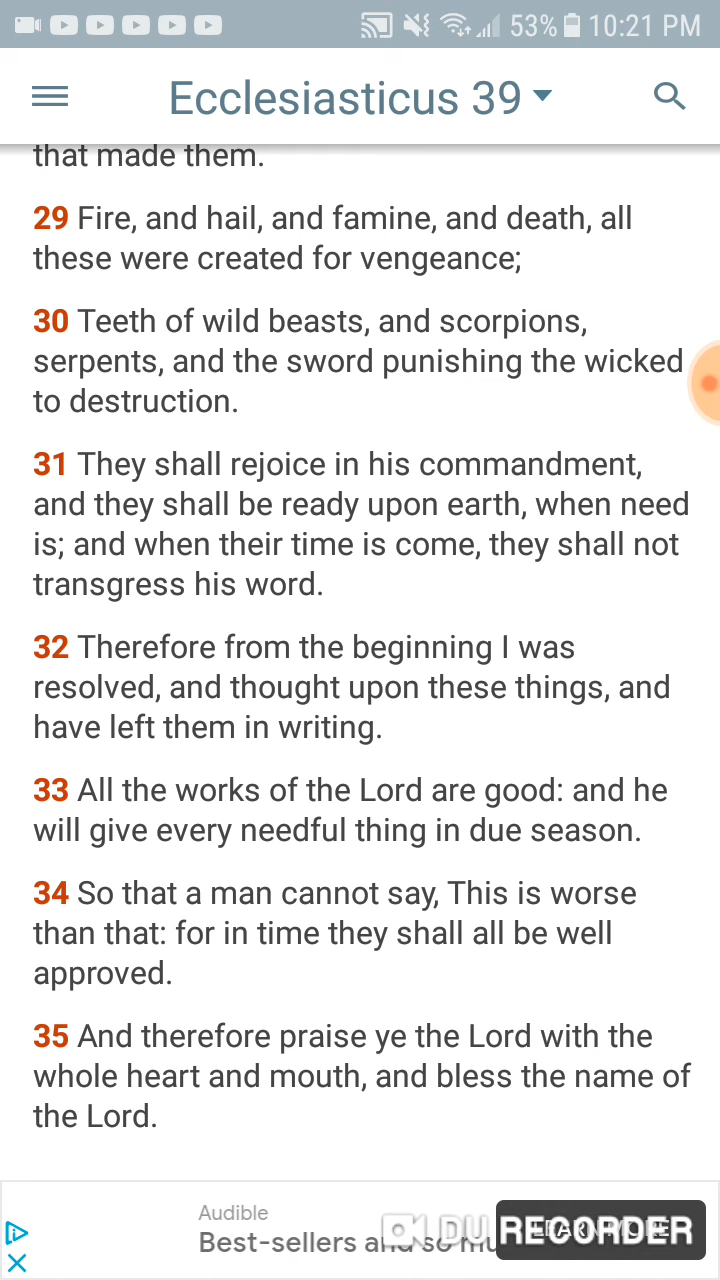 53% 10:21 PM
Ecclesiasticus 39
that made them.
29 Fire, and hail, and famine, and death, all
these were created for vengeance;
30 Teeth of wild beasts, and scorpions,
serpents, and the sword punishing the wicked
to destruction.
31 They shall rejoice in his commandment,
and they shall be ready upon earth, when need
is; and when their time is come, they shall not
transgress his word.
32 Therefore from the beginning I was
resolved, and thought upon these things, and
have left them in writing.
33 All the works of the Lord are good: and he
will give every needful thing in due season.
34 So that a man cannot say, This is worse
than that: for in time they shall all be well
approved.
35 And therefore praise ye the Lord with the
whole heart and mouth, and bless the name of
the Lord.
Audible
Best-sellers and so
DU RECORDER